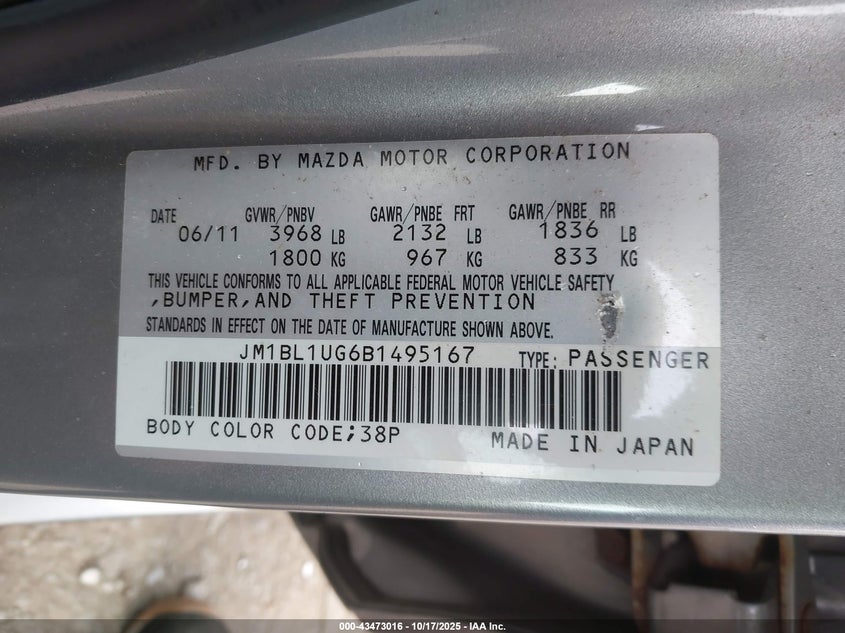 MFD. BY MAZDA MOTOR CORPORATION
DATE GVWR/PNBV GAWR/PNBE FRT GAWR/PNBE RR
06/11 3968 LB 2132 LB 1836 LB
1800 KG 967 KG 833 KG
THIS VEHICLE CONFORMS TO ALL APPLICABLE FEDERAL MOTOR VEHICLE SAFETY
,BUMPER,AND THEFT PREVENTION
STANDARDS IN EFFECT ON THE DATE OF MANUFACTURE SHOWN ABOVE.
JM1BL1UG6B1495167 TYPE: PASSENGER
BODY COLOR CODE;38P MADE IN JAPAN
000-43473016 - 10/17/2025 - IAA Inc.